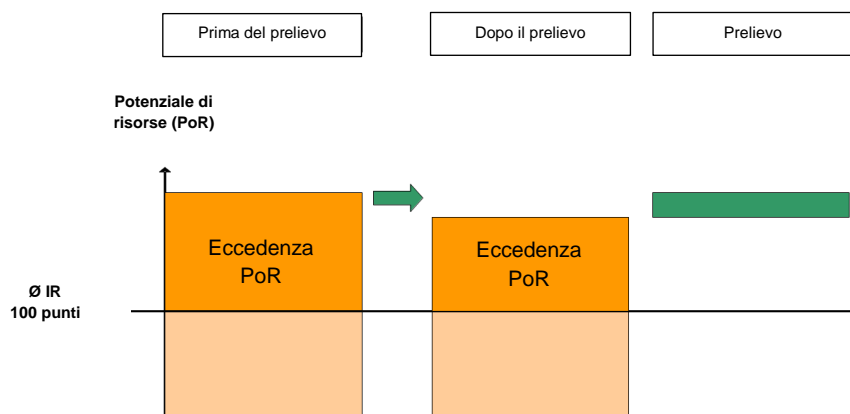 Prima del prelievo
Dopo il prelievo
Prelievo
Potenziale di
risorse (PoR)
Eccedenza
PoR
Eccedenza
PoR
Ø IR
100 punti